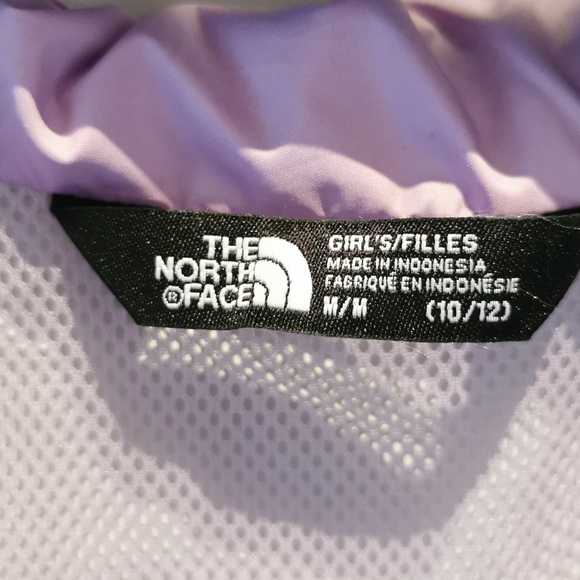 THE
NORTH
®FACE
GIRL'S/FILLES
MADE IN INDONESIA
FABRIQUÉ EN INDONÉSIE
M/M (10/12)